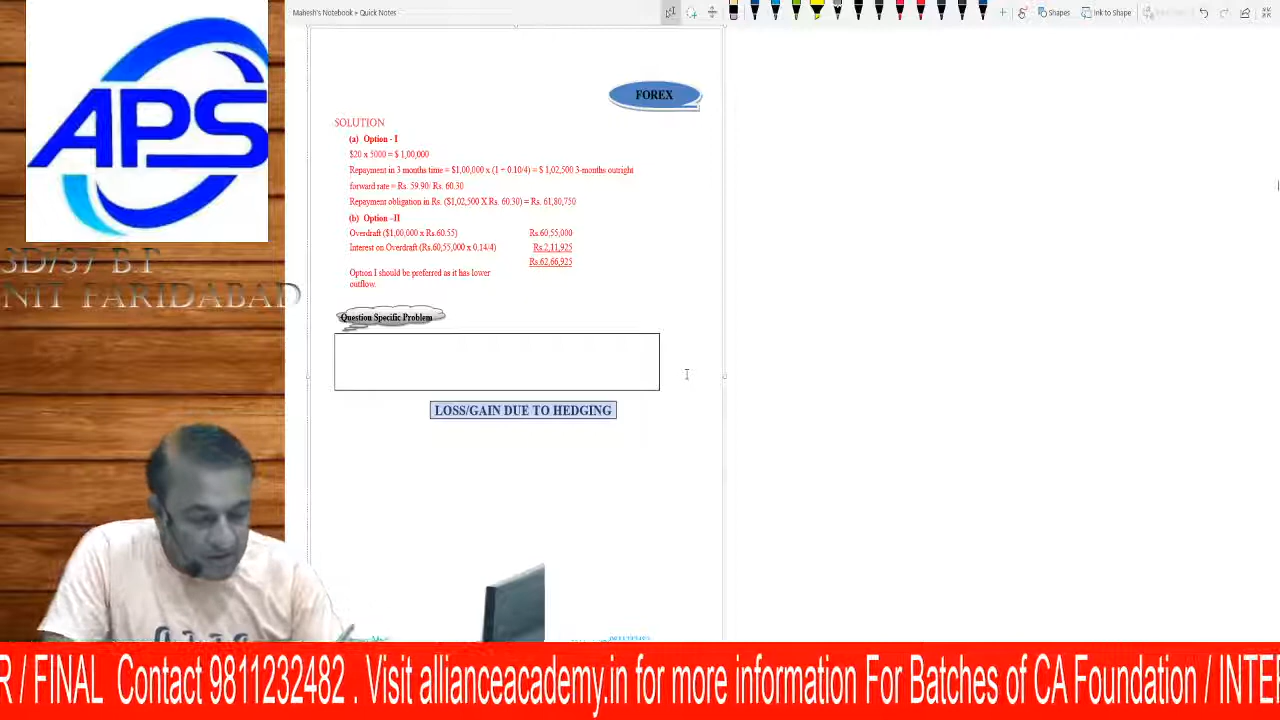 Mahesh's Notebook » Quick Notes
Shapes
Ink to Shape
APS
3D/37 B.P
NIT FARIDABAD
FOREX
SOLUTION
(a) Option - I
$20 x 5000 = $ 1,00,000
Repayment in 3 months time = $1,00,000 x (1 + 0.10/4) = $ 1,02,500 3-months outright
forward rate = Rs. 59.90/ Rs. 60.30
Repayment obligation in Rs. ($1,02,500 X Rs. 60.30) = Rs. 61,80,750
(b) Option -II
Overdraft ($1,00,000 x Rs.60.55) Rs.60,55,000
Interest on Overdraft (Rs.60,55,000 x 0.14/4) Rs.2,11,925
Rs.62,66,925
Option I should be preferred as it has lower
outflow.
Question Specific Problem
LOSS/GAIN DUE TO HEDGING
R / FINAL Contact 9811232482 . Visit allianceacademy.in for more information For Batches of CA Foundation / INTE